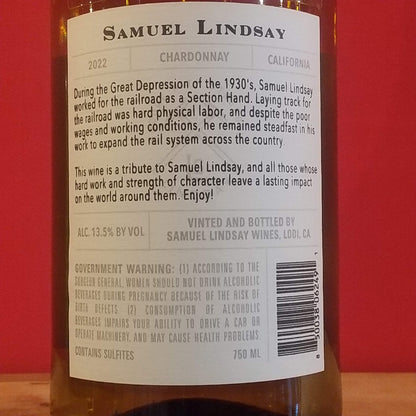 SAMUEL LINDSAY
2022 CHARDONNAY CALIFORNIA
During the Great Depression of the 1930's, Samuel Lindsay
worked for the railroad as a Section Hand. Laying track for
the railroad was hard physical labor, and despite the poor
wages and working conditions, he remained steadfast in his
work to expand the rail system across the country
This wine is a tribute to Samuel Lindsay, and all those whose
hard work and strength of character leave a lasting impact
on the world around them. Enjoy!
ALC. 13.5% BY VOL
VINTED AND BOTTLED BY
SAMUEL LINDSAY WINES, LODI, CA
GOVERNMENT WARNING: (1) ACCORDING TO THE
SURGEON GENERAL, WOMEN SHOULD NOT DRINK ALCOHOLIC
BEVERAGES DURING PREGNANCY BECAUSE OF THE RISK OF
BIRTH DEFECTS. (2) CONSUMPTION OF ALCOHOLIC
BEVERAGES IMPAIRS YOUR ABILITY TO DRIVE A CAR OR
OPERATE MACHINERY, AND MAY CAUSE HEALTH PROBLEMS
CONTAINS SULFITES 750 ML
8 50038 06249 1